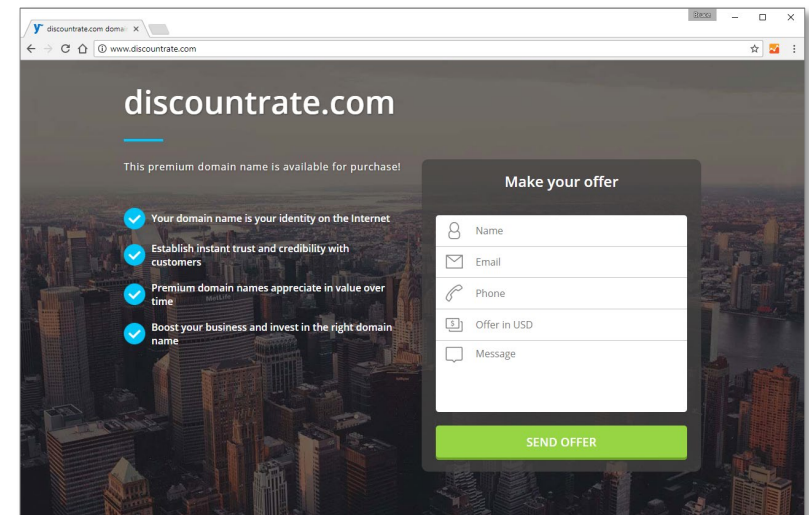 discountrate.com domai
www.discountrate.com
discountrate.com
This premium domain name is available for purchase!
Your domain name is your identity on the Internet
Establish instant trust and credibility with
customers
Premium domain names appreciate in value over
time
Boost your business and invest in the right domain
name
MetLife
Make your offer
Name
Email
Phone
Offer in USD
Message
SEND OFFER